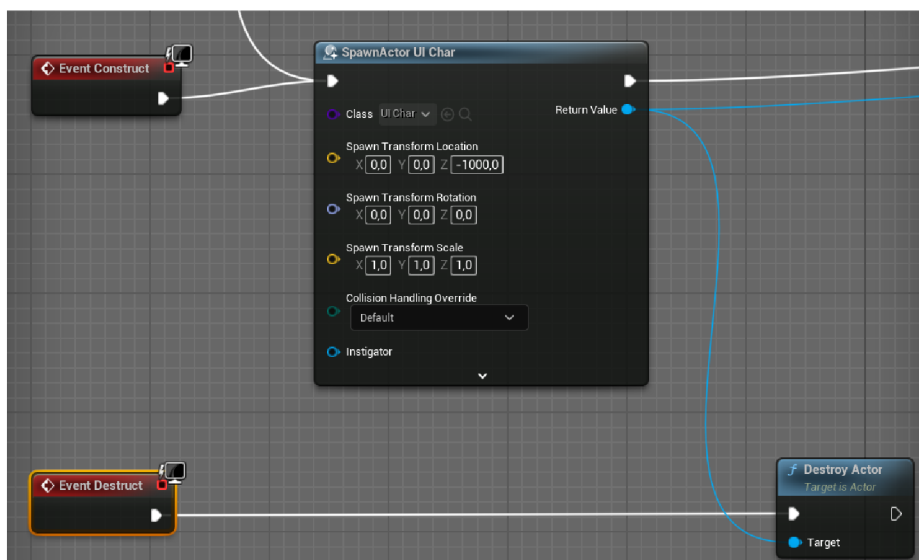 Event Construct
SpawnActor UI Char
Class UI Char
Return Value
Spawn Transform Location
X 0,0 Y 0,0 Z -1000,0
Spawn Transform Rotation
X 0,0 Y 0,0 Z 0,0
Spawn Transform Scale
X 1,0 Y 1,0 Z 1,0
Collision Handling Override
Default
Instigator
Event Destruct
f Destroy Actor
Target is Actor
Target